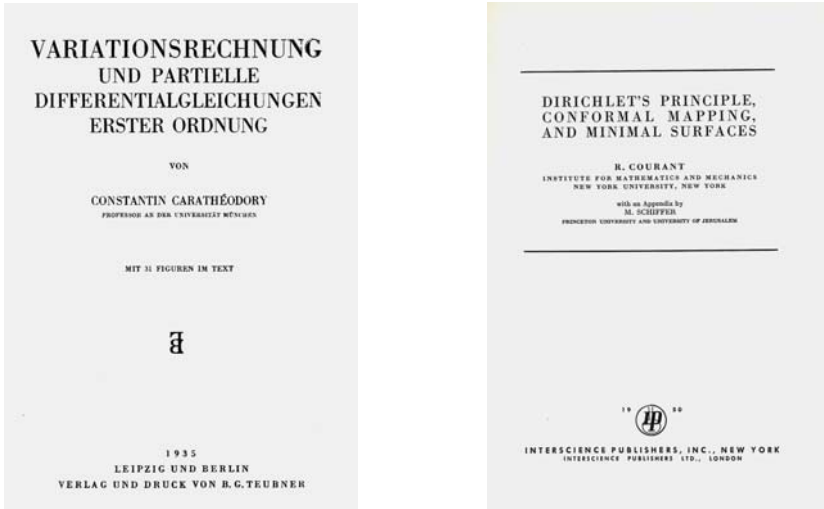 VARIATIONSRECHNUNG
UND PARTIELLE
DIFFERENTIALGLEICHUNGEN
ERSTER ORDNUNG
VON
CONSTANTIN CARATHÉODORY
PROFESSOR AN DER UNIVERSITÄT MÜNCHEN
MIT 31 FIGUREN IM TEXT
1935
LEIPZIG UND BERLIN
VERLAG UND DRUCK VON B. G. TEUBNER
DIRICHLET'S PRINCIPLE,
CONFORMAL MAPPING,
AND MINIMAL SURFACES
R. COURANT
INSTITUTE FOR MATHEMATICS AND MECHANICS
NEW YORK UNIVERSITY, NEW YORK
with an Appendix by
M. SCHIFFER
PRINCETON UNIVERSITY AND UNIVERSITY OF JERUSALEM
19 ip 50
INTERSCIENCE PUBLISHERS, INC., NEW YORK
INTERSCIENCE PUBLISHERS LTD., LONDON